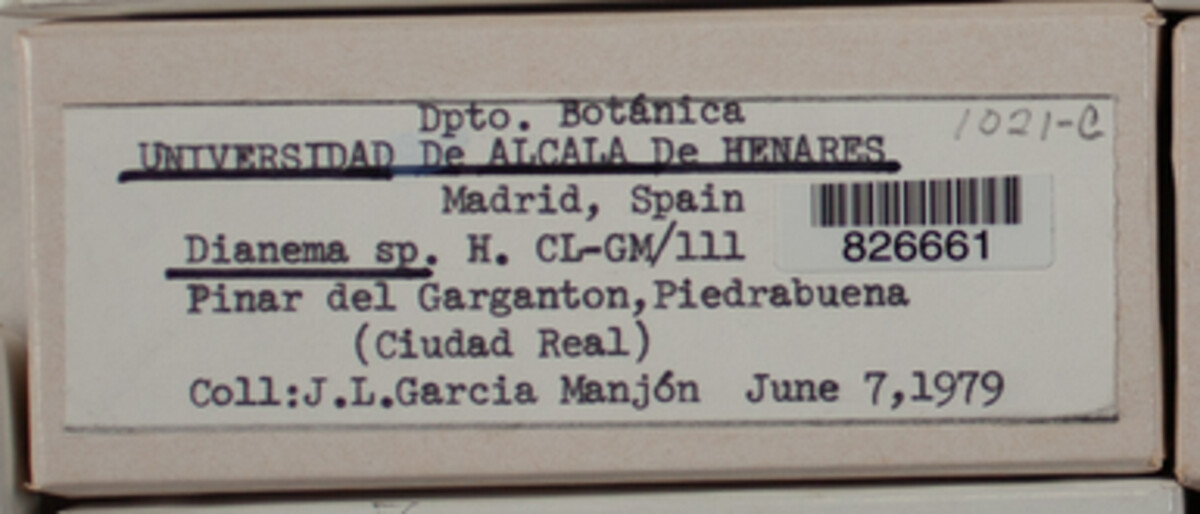 Dpto. Botánica
1021-C
UNIVERSIDAD De ALCALA De HENARES
Madrid, Spain
826661
Dianema sp. H. CL-GM/111
Pinar del Garganton,Piedrabuena
(Ciudad Real)
Coll:J.L.Garcia Manjón June 7,1979